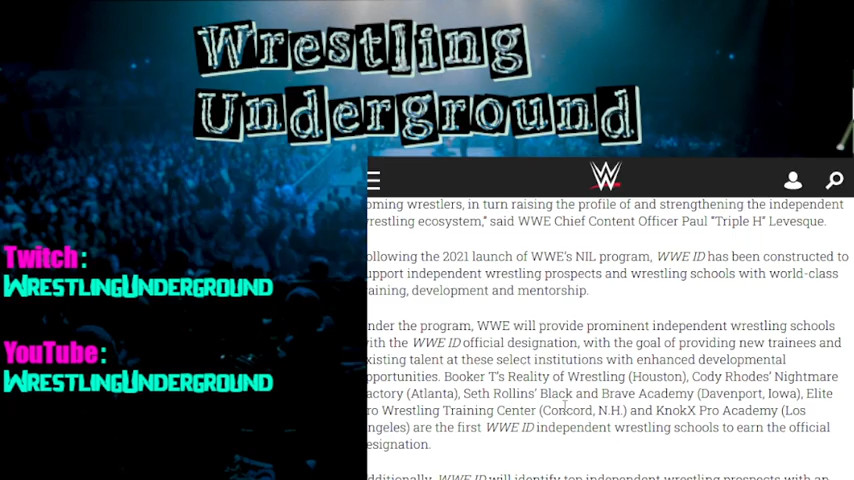 Wrestling
Underground
Twitch:
WRESTLINGUNDERGROUND
YouTube:
WRESTLINGUNDERGROUND
W
oming wrestlers, in turn raising the profile of and strengthening the independent
wrestling ecosystem," said WWE Chief Content Officer Paul "Triple H" Levesque.
ollowing the 2021 launch of WWE's NIL program, WWE ID has been constructed to
upport independent wrestling prospects and wrestling schools with world-class
aining, development and mentorship.
nder the program, WWE will provide prominent independent wrestling schools
ith the WWE ID official designation, with the goal of providing new trainees and
xisting talent at these select institutions with enhanced developmental
pportunities. Booker T's Reality of Wrestling (Houston), Cody Rhodes' Nightmare
actory (Atlanta), Seth Rollins' Black and Brave Academy (Davenport, Iowa), Elite
ro Wrestling Training Center (Concord, N.H.) and KnokX Pro Academy (Los
ngeles) are the first WWE ID independent wrestling schools to earn the official
esignation.
dditionally, WWE ID will identify top independent wrestling prospects with an